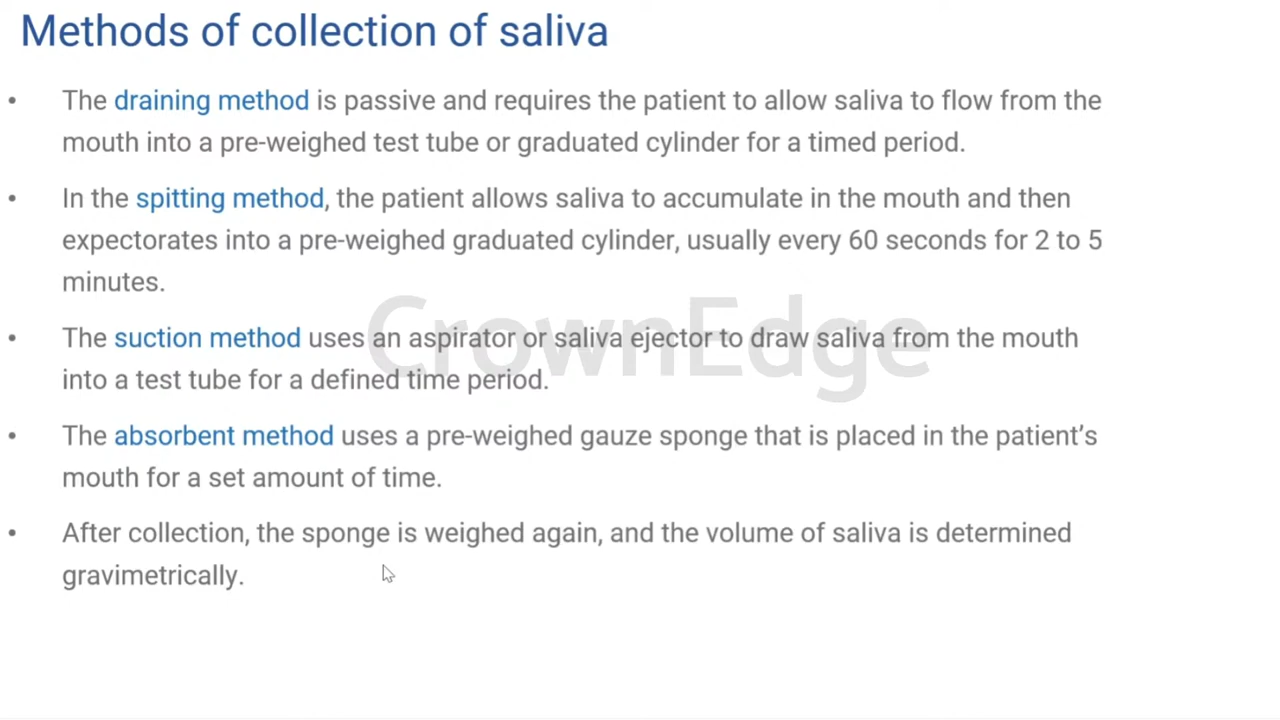 Methods of collection of saliva
• The draining method is passive and requires the patient to allow saliva to flow from the
mouth into a pre-weighed test tube or graduated cylinder for a timed period.
• In the spitting method, the patient allows saliva to accumulate in the mouth and then
expectorates into a pre-weighed graduated cylinder, usually every 60 seconds for 2 to 5
minutes.
• The suction method uses an aspirator or saliva ejector to draw saliva from the mouth
into a test tube for a defined time period.
CrownEdge
• The absorbent method uses a pre-weighed gauze sponge that is placed in the patient's
mouth for a set amount of time.
• After collection, the sponge is weighed again, and the volume of saliva is determined
gravimetrically.